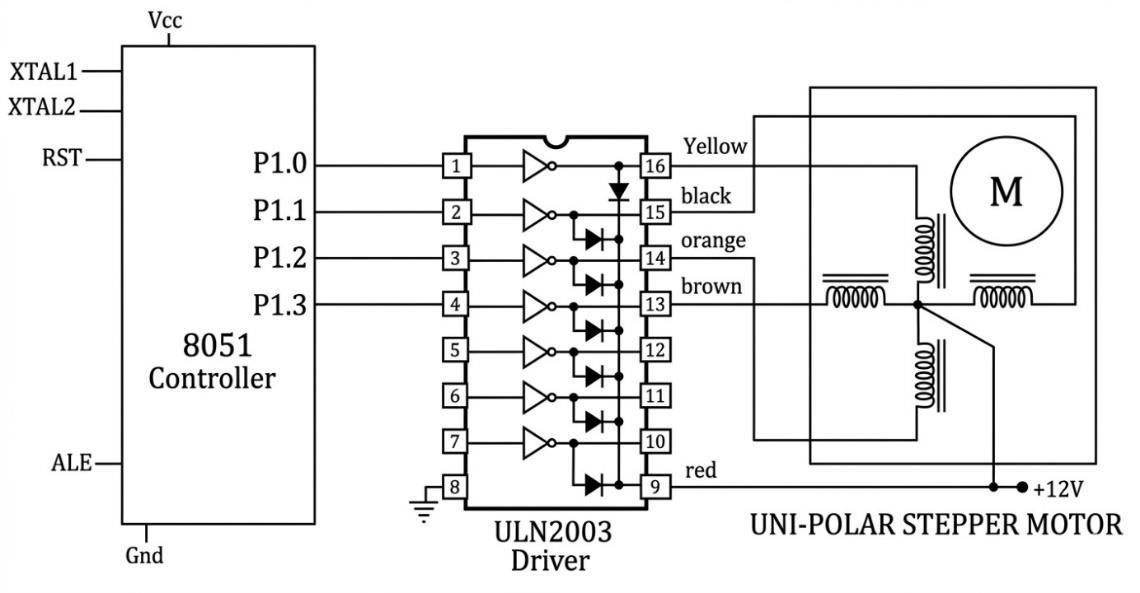 Vcc
XTAL1
XTAL2
RST
P1.0
P1.1
P1.2
P1.3
8051
Controller
ALE
Gnd
1
2
3
4
5
6
7
8
16
15
14
13
12
11
10
9
ULN2003
Driver
Yellow
black
orange
brown
red
M
+12V
UNI-POLAR STEPPER MOTOR